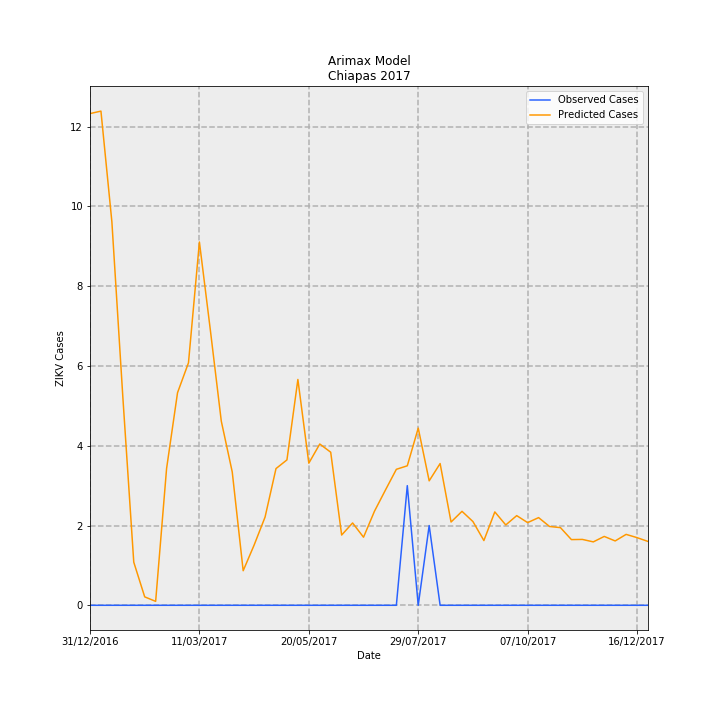 Arimax Model
Chiapas 2017
Observed Cases
Predicted Cases
12
10
8
6
4
2
0
ZIKV Cases
31/12/2016 11/03/2017 20/05/2017 29/07/2017 07/10/2017 16/12/2017
Date